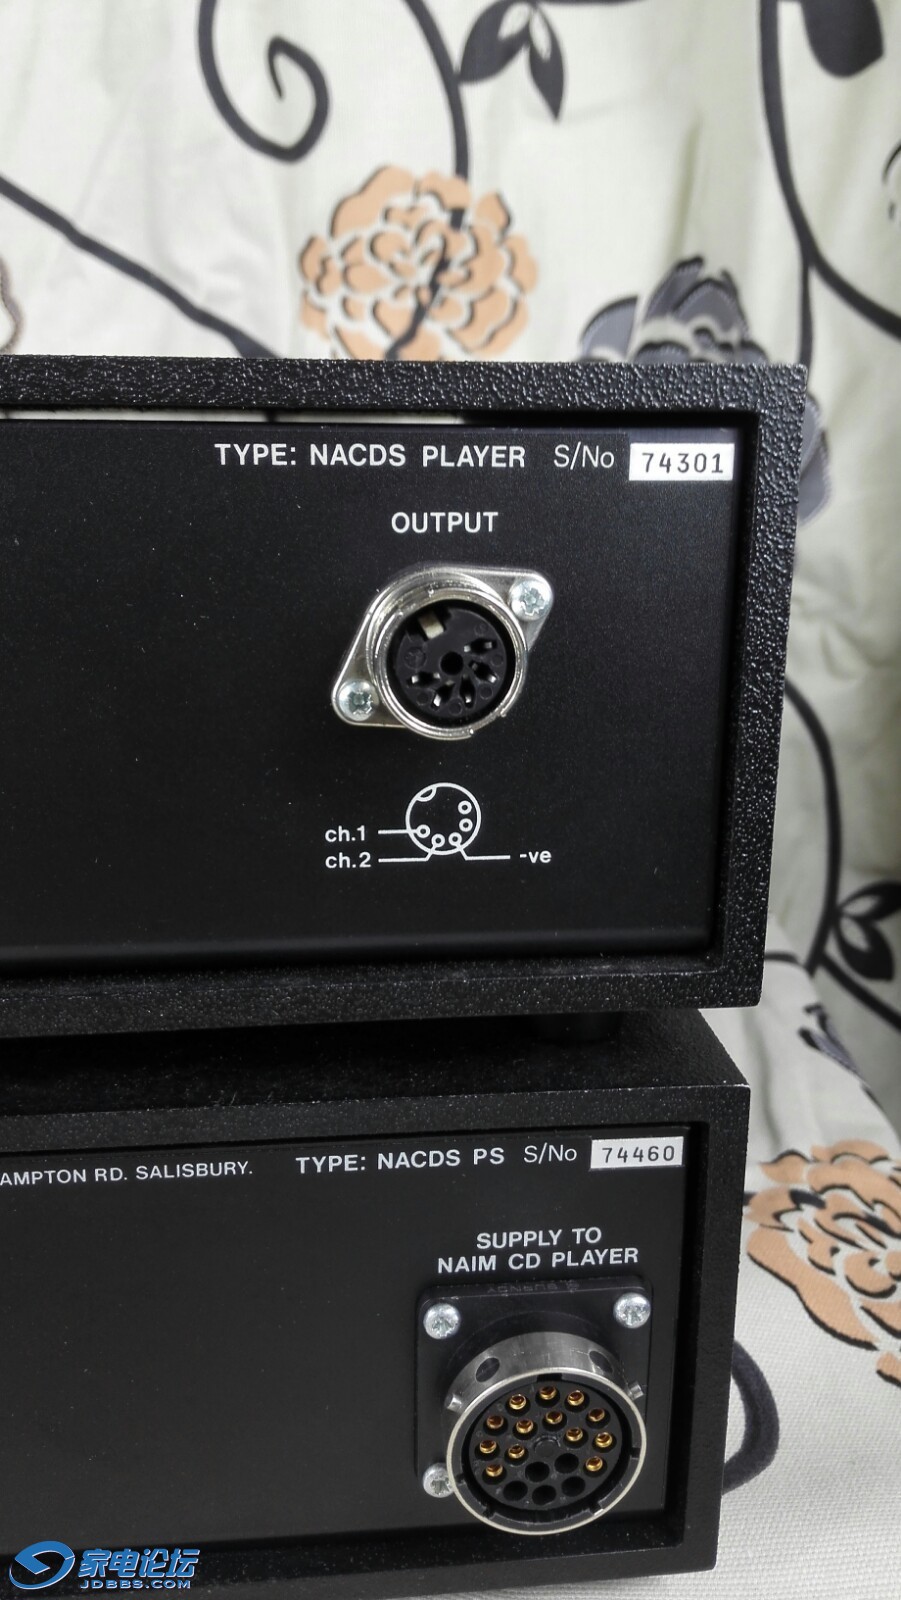 TYPE: NACDS PLAYER S/No 74301
OUTPUT
ch.1
ch.2 -ve
AMPTON RD. SALISBURY. TYPE: NACDS PS S/No 74460
SUPPLY TO
NAIM CD PLAYER
BURNDY
家电论坛
JDBBS.COM